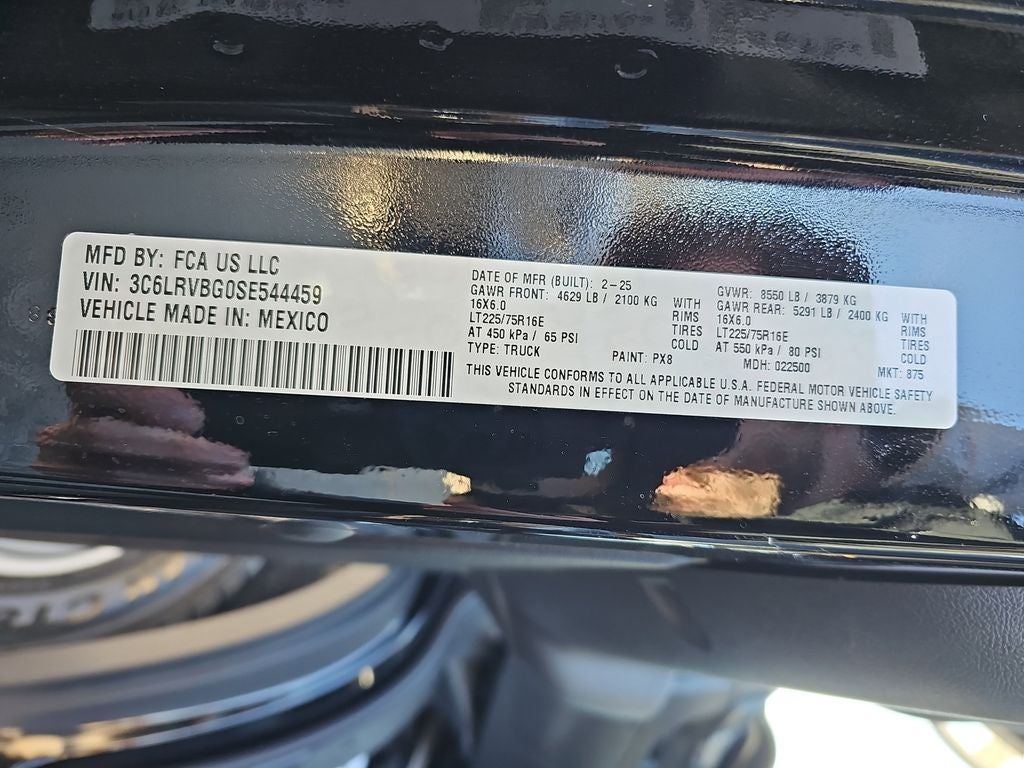 MFD BY: FCA US LLC
VIN: 3C6LRVBG0SE544459
VEHICLE MADE IN: MEXICO
DATE OF MFR (BUILT): 2-25
GAWR FRONT: 4629 LB / 2100 KG WITH
16X6.0 RIMS
LT225/75R16E TIRES
AT 450 kPa / 65 PSI COLD
TYPE: TRUCK PAINT: PX8
GVWR: 8550 LB / 3879 KG
GAWR REAR: 5291 LB / 2400 KG WITH
16X6.0 RIMS
LT225/75R16E TIRES
AT 550 kPa / 80 PSI COLD
MDH: 022500 MKT: 875
THIS VEHICLE CONFORMS TO ALL APPLICABLE U.S.A. FEDERAL MOTOR VEHICLE SAFETY
STANDARDS IN EFFECT ON THE DATE OF MANUFACTURE SHOWN ABOVE.